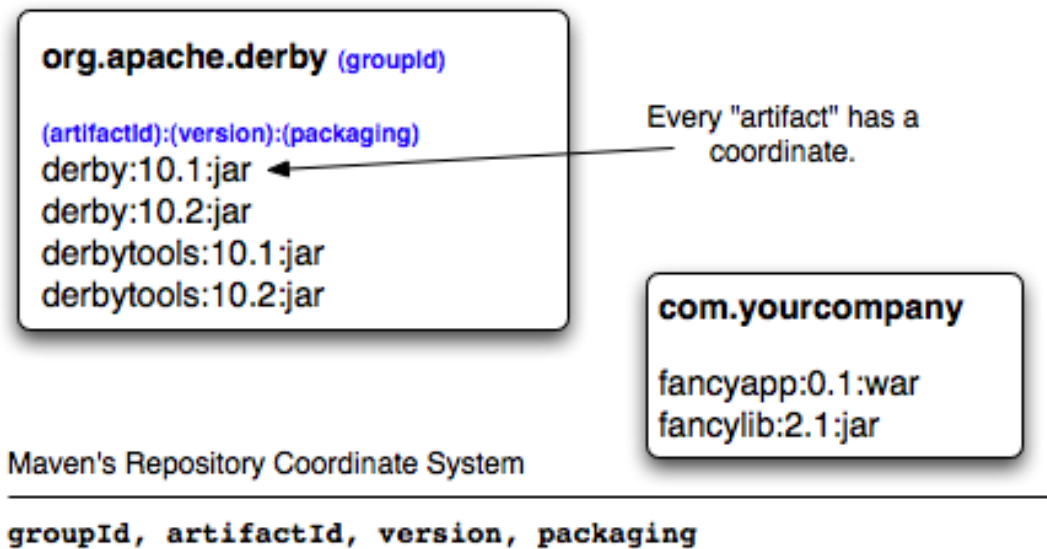 org.apache.derby (groupId)
(artifactId):(version):(packaging)
derby:10.1:jar
derby:10.2:jar
derbytools:10.1:jar
derbytools:10.2:jar
Every "artifact" has a
coordinate.
com.yourcompany
fancyapp:0.1:war
fancylib:2.1:jar
Maven's Repository Coordinate System
groupId, artifactId, version, packaging